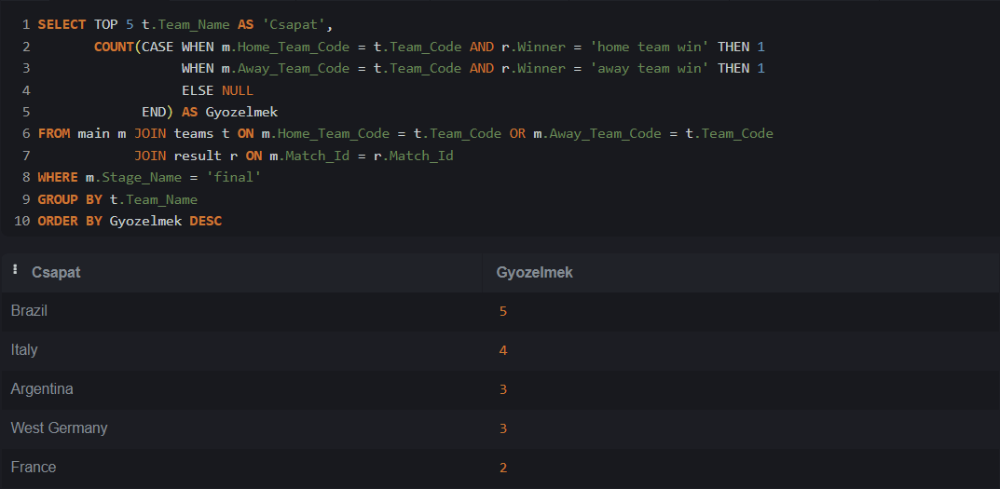 1 SELECT TOP 5 t.Team_Name AS 'Csapat',
2 COUNT(CASE WHEN m.Home_Team_Code = t.Team_Code AND r.Winner = 'home team win' THEN 1
3 WHEN m.Away_Team_Code = t.Team_Code AND r.Winner = 'away team win' THEN 1
4 ELSE NULL
5 END) AS Gyozelmek
6 FROM main m JOIN teams t ON m.Home_Team_Code = t.Team_Code OR m.Away_Team_Code = t.Team_Code
7 JOIN result r ON m.Match_Id = r.Match_Id
8 WHERE m.Stage_Name = 'final'
9 GROUP BY t.Team_Name
10 ORDER BY Gyozelmek DESC
Csapat Gyozelmek
Brazil 5
Italy 4
Argentina 3
West Germany 3
France 2